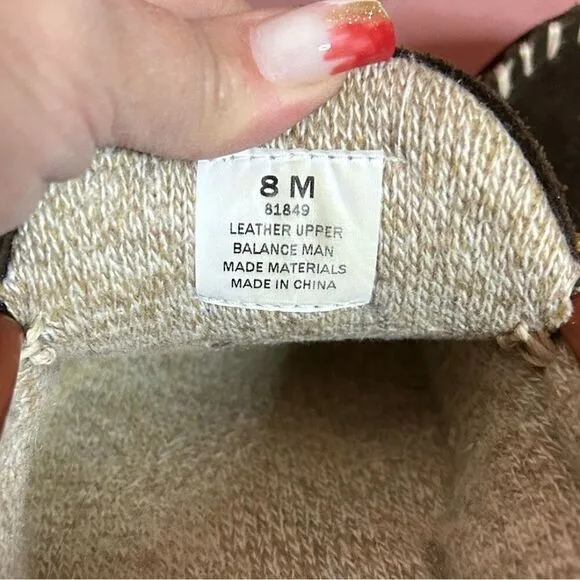 8 M
81849
LEATHER UPPER
BALANCE MAN
MADE MATERIALS
MADE IN CHINA